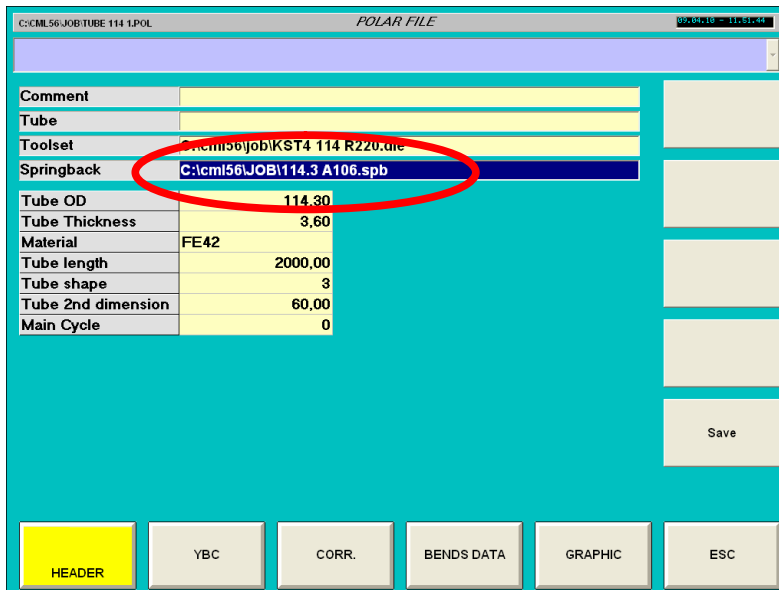 C:\CML56\JOB\TUBE 114 1.POL POLAR FILE 09.04.10 - 11.51.44
Comment
Tube
Toolset C:\cml56\job\KST4 114 R220.die
Springback C:\cml56\JOB\114.3 A106.spb
Tube OD 114,30
Tube Thickness 3,60
Material FE42
Tube length 2000,00
Tube shape 3
Tube 2nd dimension 60,00
Main Cycle 0
Save
HEADER YBC CORR. BENDS DATA GRAPHIC ESC